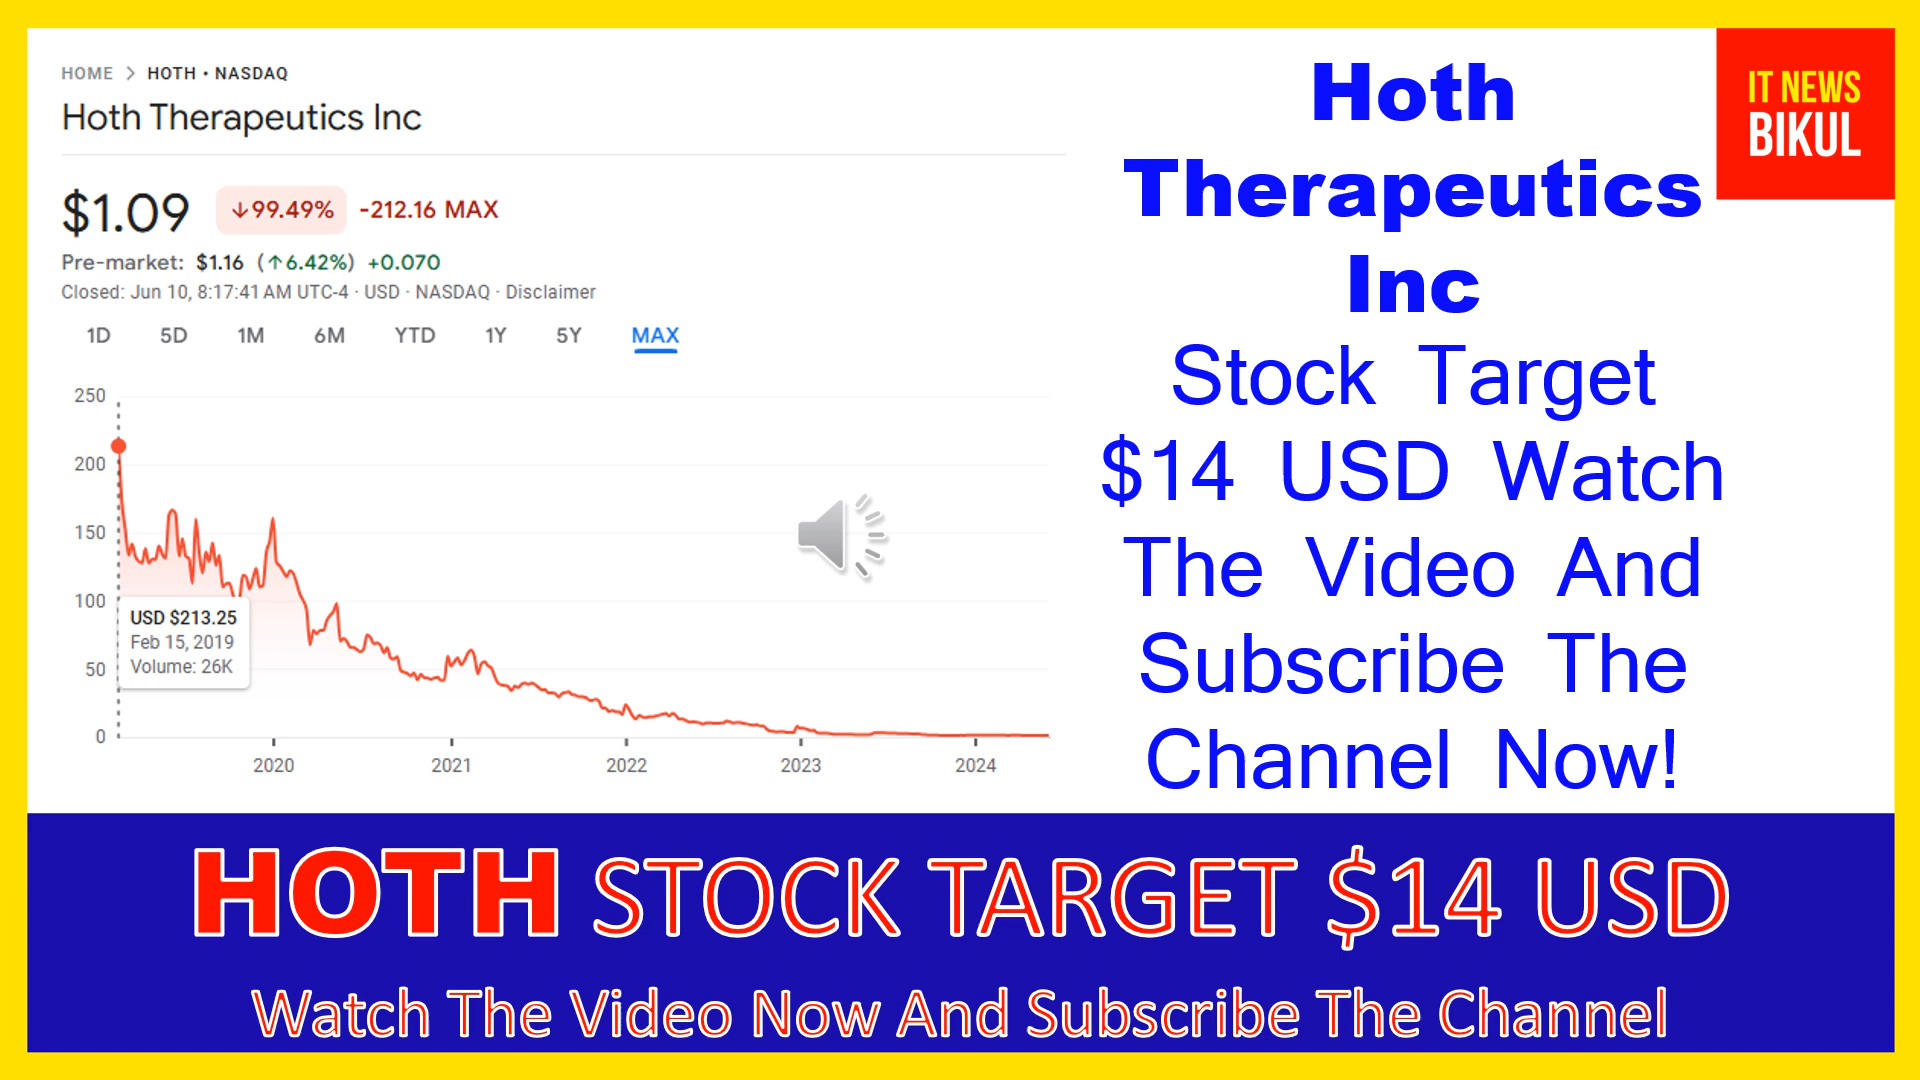 HOME > HOTH • NASDAQ
Hoth Therapeutics Inc
$1.09 ↓99.49% -212.16 MAX
Pre-market: $1.16 (↑6.42%) +0.070
Closed: Jun 10, 8:17:41 AM UTC-4 · USD · NASDAQ · Disclaimer
1D 5D 1M 6M YTD 1Y 5Y MAX
250
200
150
100
50
0
USD $213.25
Feb 15, 2019
Volume: 26K
2020 2021 2022 2023 2024
Hoth
Therapeutics
Inc
Stock Target
$14 USD Watch
The Video And
Subscribe The
Channel Now!
IT NEWS
BIKUL
HOTH STOCK TARGET $14 USD
Watch The Video Now And Subscribe The Channel